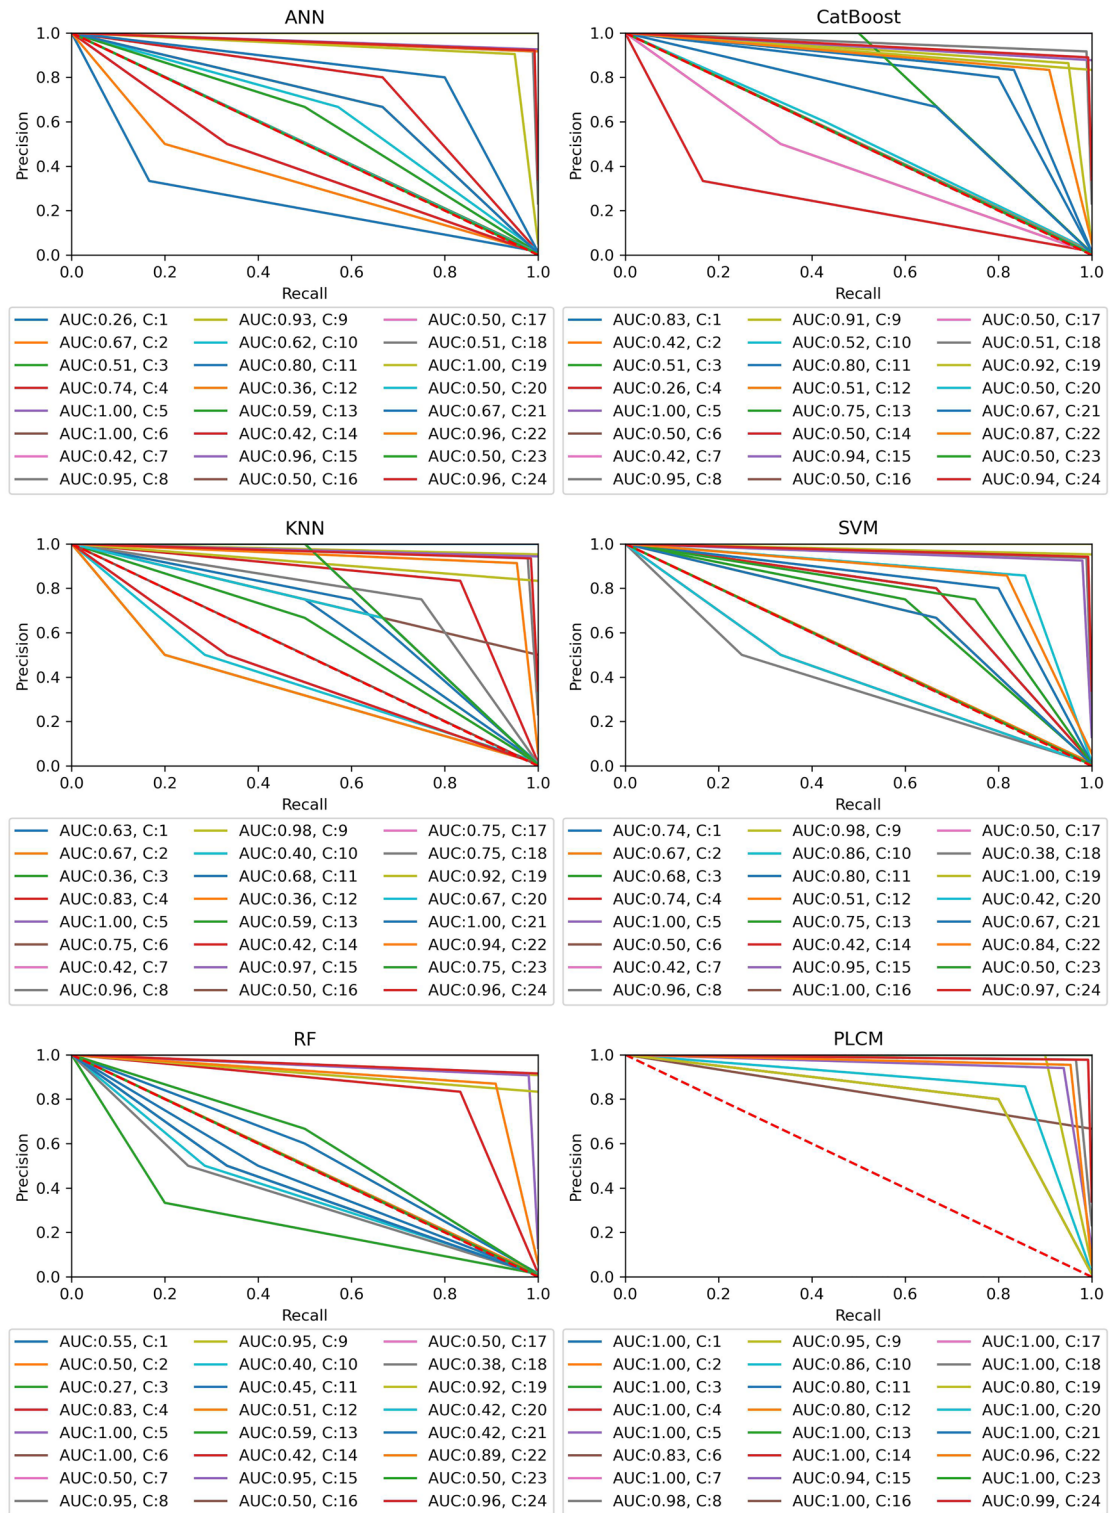 ANN
1.0
0.8
0.6
0.4
0.2
0.0
Precision
0.0 0.2 0.4 0.6 0.8 1.0
Recall
AUC:0.26, C:1 AUC:0.93, C:9 AUC:0.50, C:17
AUC:0.67, C:2 AUC:0.62, C:10 AUC:0.51, C:18
AUC:0.51, C:3 AUC:0.80, C:11 AUC:1.00, C:19
AUC:0.74, C:4 AUC:0.36, C:12 AUC:0.50, C:20
AUC:1.00, C:5 AUC:0.59, C:13 AUC:0.67, C:21
AUC:1.00, C:6 AUC:0.42, C:14 AUC:0.96, C:22
AUC:0.42, C:7 AUC:0.96, C:15 AUC:0.50, C:23
AUC:0.95, C:8 AUC:0.50, C:16 AUC:0.96, C:24
CatBoost
1.0
0.8
0.6
0.4
0.2
0.0
Precision
0.0 0.2 0.4 0.6 0.8 1.0
Recall
AUC:0.83, C:1 AUC:0.91, C:9 AUC:0.50, C:17
AUC:0.42, C:2 AUC:0.52, C:10 AUC:0.51, C:18
AUC:0.51, C:3 AUC:0.80, C:11 AUC:0.92, C:19
AUC:0.26, C:4 AUC:0.51, C:12 AUC:0.50, C:20
AUC:1.00, C:5 AUC:0.75, C:13 AUC:0.67, C:21
AUC:0.50, C:6 AUC:0.50, C:14 AUC:0.87, C:22
AUC:0.42, C:7 AUC:0.94, C:15 AUC:0.50, C:23
AUC:0.95, C:8 AUC:0.50, C:16 AUC:0.94, C:24
KNN
1.0
0.8
0.6
0.4
0.2
0.0
Precision
0.0 0.2 0.4 0.6 0.8 1.0
Recall
AUC:0.63, C:1 AUC:0.98, C:9 AUC:0.75, C:17
AUC:0.67, C:2 AUC:0.40, C:10 AUC:0.75, C:18
AUC:0.36, C:3 AUC:0.68, C:11 AUC:0.92, C:19
AUC:0.83, C:4 AUC:0.36, C:12 AUC:0.67, C:20
AUC:1.00, C:5 AUC:0.59, C:13 AUC:1.00, C:21
AUC:0.75, C:6 AUC:0.42, C:14 AUC:0.94, C:22
AUC:0.42, C:7 AUC:0.97, C:15 AUC:0.75, C:23
AUC:0.96, C:8 AUC:0.50, C:16 AUC:0.96, C:24
SVM
1.0
0.8
0.6
0.4
0.2
0.0
Precision
0.0 0.2 0.4 0.6 0.8 1.0
Recall
AUC:0.74, C:1 AUC:0.98, C:9 AUC:0.50, C:17
AUC:0.67, C:2 AUC:0.86, C:10 AUC:0.38, C:18
AUC:0.68, C:3 AUC:0.80, C:11 AUC:1.00, C:19
AUC:0.74, C:4 AUC:0.51, C:12 AUC:0.42, C:20
AUC:1.00, C:5 AUC:0.75, C:13 AUC:0.67, C:21
AUC:0.50, C:6 AUC:0.42, C:14 AUC:0.84, C:22
AUC:0.42, C:7 AUC:0.95, C:15 AUC:0.50, C:23
AUC:0.96, C:8 AUC:1.00, C:16 AUC:0.97, C:24
RF
1.0
0.8
0.6
0.4
0.2
0.0
Precision
0.0 0.2 0.4 0.6 0.8 1.0
Recall
AUC:0.55, C:1 AUC:0.95, C:9 AUC:0.50, C:17
AUC:0.50, C:2 AUC:0.40, C:10 AUC:0.38, C:18
AUC:0.27, C:3 AUC:0.45, C:11 AUC:0.92, C:19
AUC:0.83, C:4 AUC:0.51, C:12 AUC:0.42, C:20
AUC:1.00, C:5 AUC:0.59, C:13 AUC:0.42, C:21
AUC:1.00, C:6 AUC:0.42, C:14 AUC:0.89, C:22
AUC:0.50, C:7 AUC:0.95, C:15 AUC:0.50, C:23
AUC:0.95, C:8 AUC:0.50, C:16 AUC:0.96, C:24
PLCM
1.0
0.8
0.6
0.4
0.2
0.0
Precision
0.0 0.2 0.4 0.6 0.8 1.0
Recall
AUC:1.00, C:1 AUC:0.95, C:9 AUC:1.00, C:17
AUC:1.00, C:2 AUC:0.86, C:10 AUC:1.00, C:18
AUC:1.00, C:3 AUC:0.80, C:11 AUC:0.80, C:19
AUC:1.00, C:4 AUC:0.80, C:12 AUC:1.00, C:20
AUC:1.00, C:5 AUC:1.00, C:13 AUC:1.00, C:21
AUC:0.83, C:6 AUC:1.00, C:14 AUC:0.96, C:22
AUC:1.00, C:7 AUC:0.94, C:15 AUC:1.00, C:23
AUC:0.98, C:8 AUC:1.00, C:16 AUC:0.99, C:24